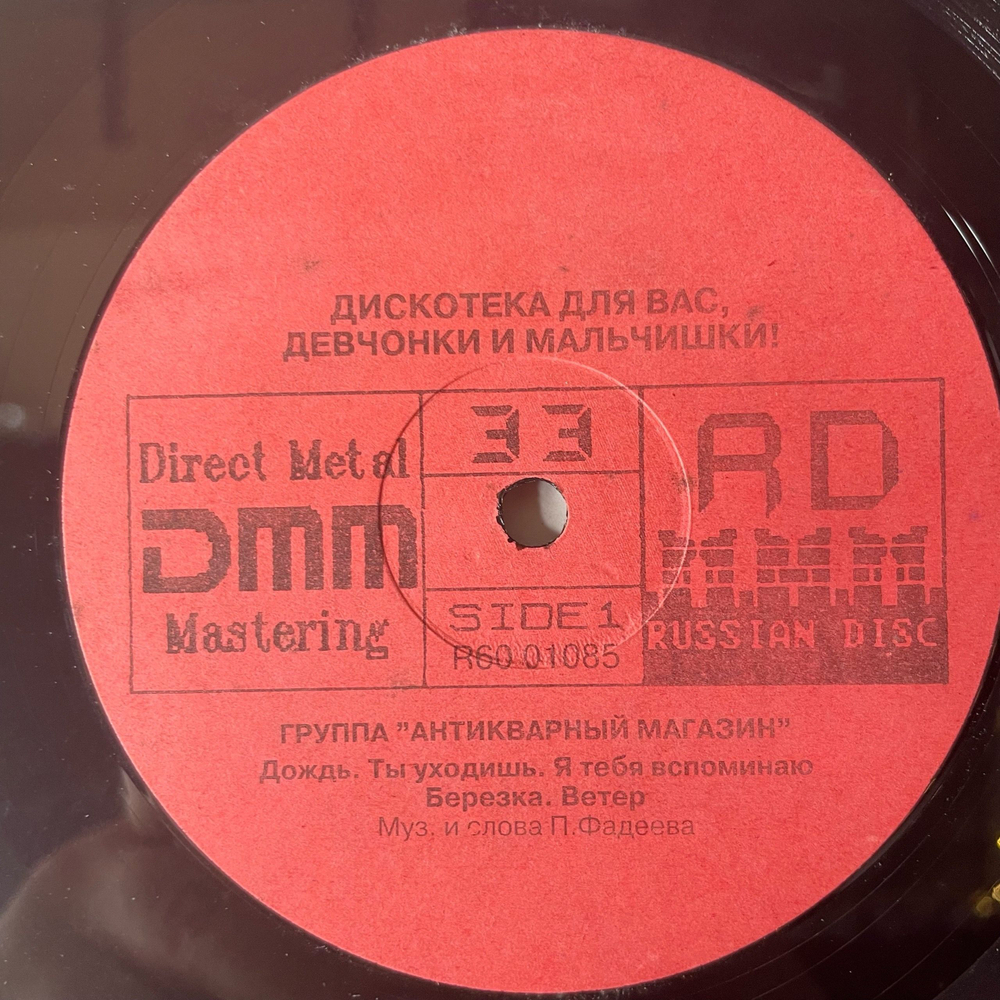 ДИСКОТЕКА ДЛЯ ВАС,
ДЕВЧОНКИ И МАЛЬЧИШКИ!
Direct Metal
DMM
Mastering
33
SIDE 1
R60 01085
RD
RUSSIAN DISC
ГРУППА "АНТИКВАРНЫЙ МАГАЗИН"
Дождь. Ты уходишь. Я тебя вспоминаю
Березка. Ветер
Муз. и слова П.Фадеева